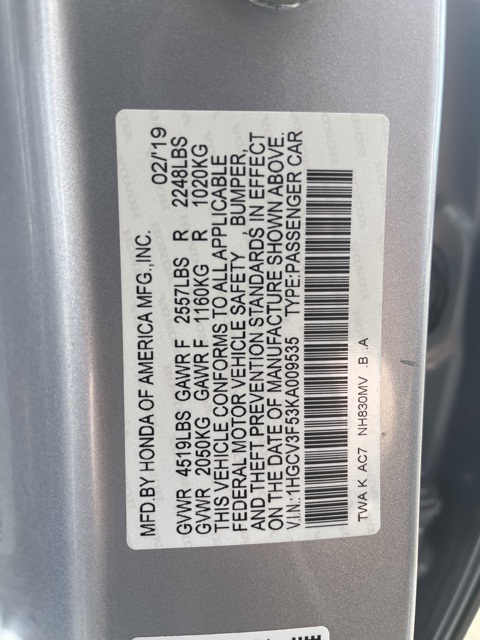 MFD.BY HONDA OF AMERICA MFG.,INC. 02/'19
GVWR 4519LBS GAWR F 2557LBS R 2248LBS
GVWR 2050KG GAWR F 1160KG R 1020KG
THIS VEHICLE CONFORMS TO ALL APPLICABLE
FEDERAL MOTOR VEHICLE SAFETY , BUMPER,
AND THEFT PREVENTION STANDARDS IN EFFECT
ON THE DATE OF MANUFACTURE SHOWN ABOVE.
V.I.N.:1HGCV3F53KA009535 TYPE:PASSENGER CAR
TWA K AC7 NH830MV .B .A